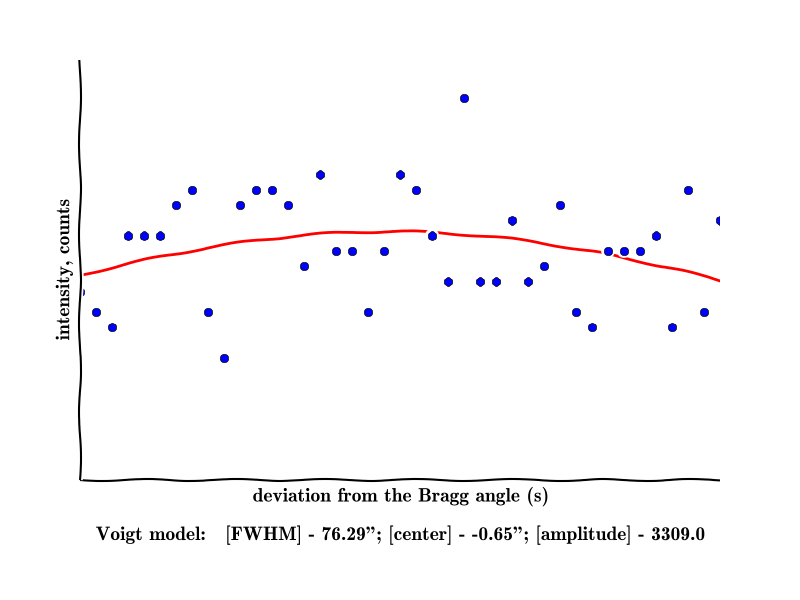 intensity, counts
deviation from the Bragg angle (s)
Voigt model: [FWHM] - 76.29”; [center] - -0.65”; [amplitude] - 3309.0